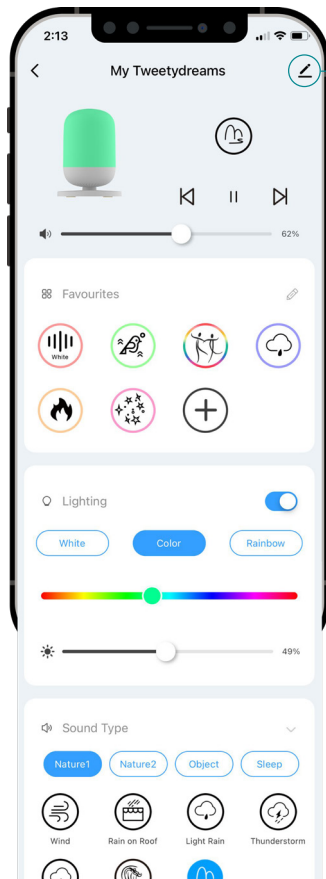 2:13
My Tweetydreams
62%
Favourites
White
Lighting
White Color Rainbow
49%
Sound Type
Nature1 Nature2 Object Sleep
Wind Rain on Roof Light Rain Thunderstorm